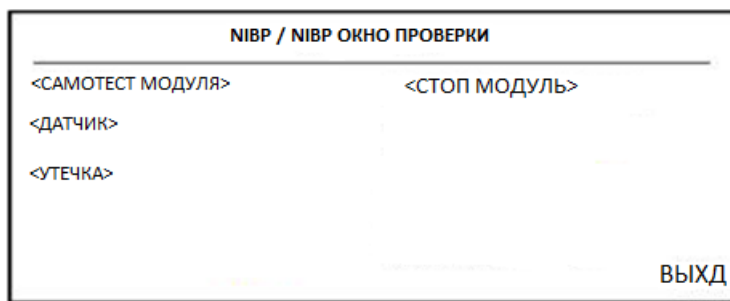 NIBP / NIBP ОКНО ПРОВЕРКИ
<САМОТЕСТ МОДУЛЯ> <СТОП МОДУЛЬ>
<ДАТЧИК>
<УТЕЧКА>
ВЫХД